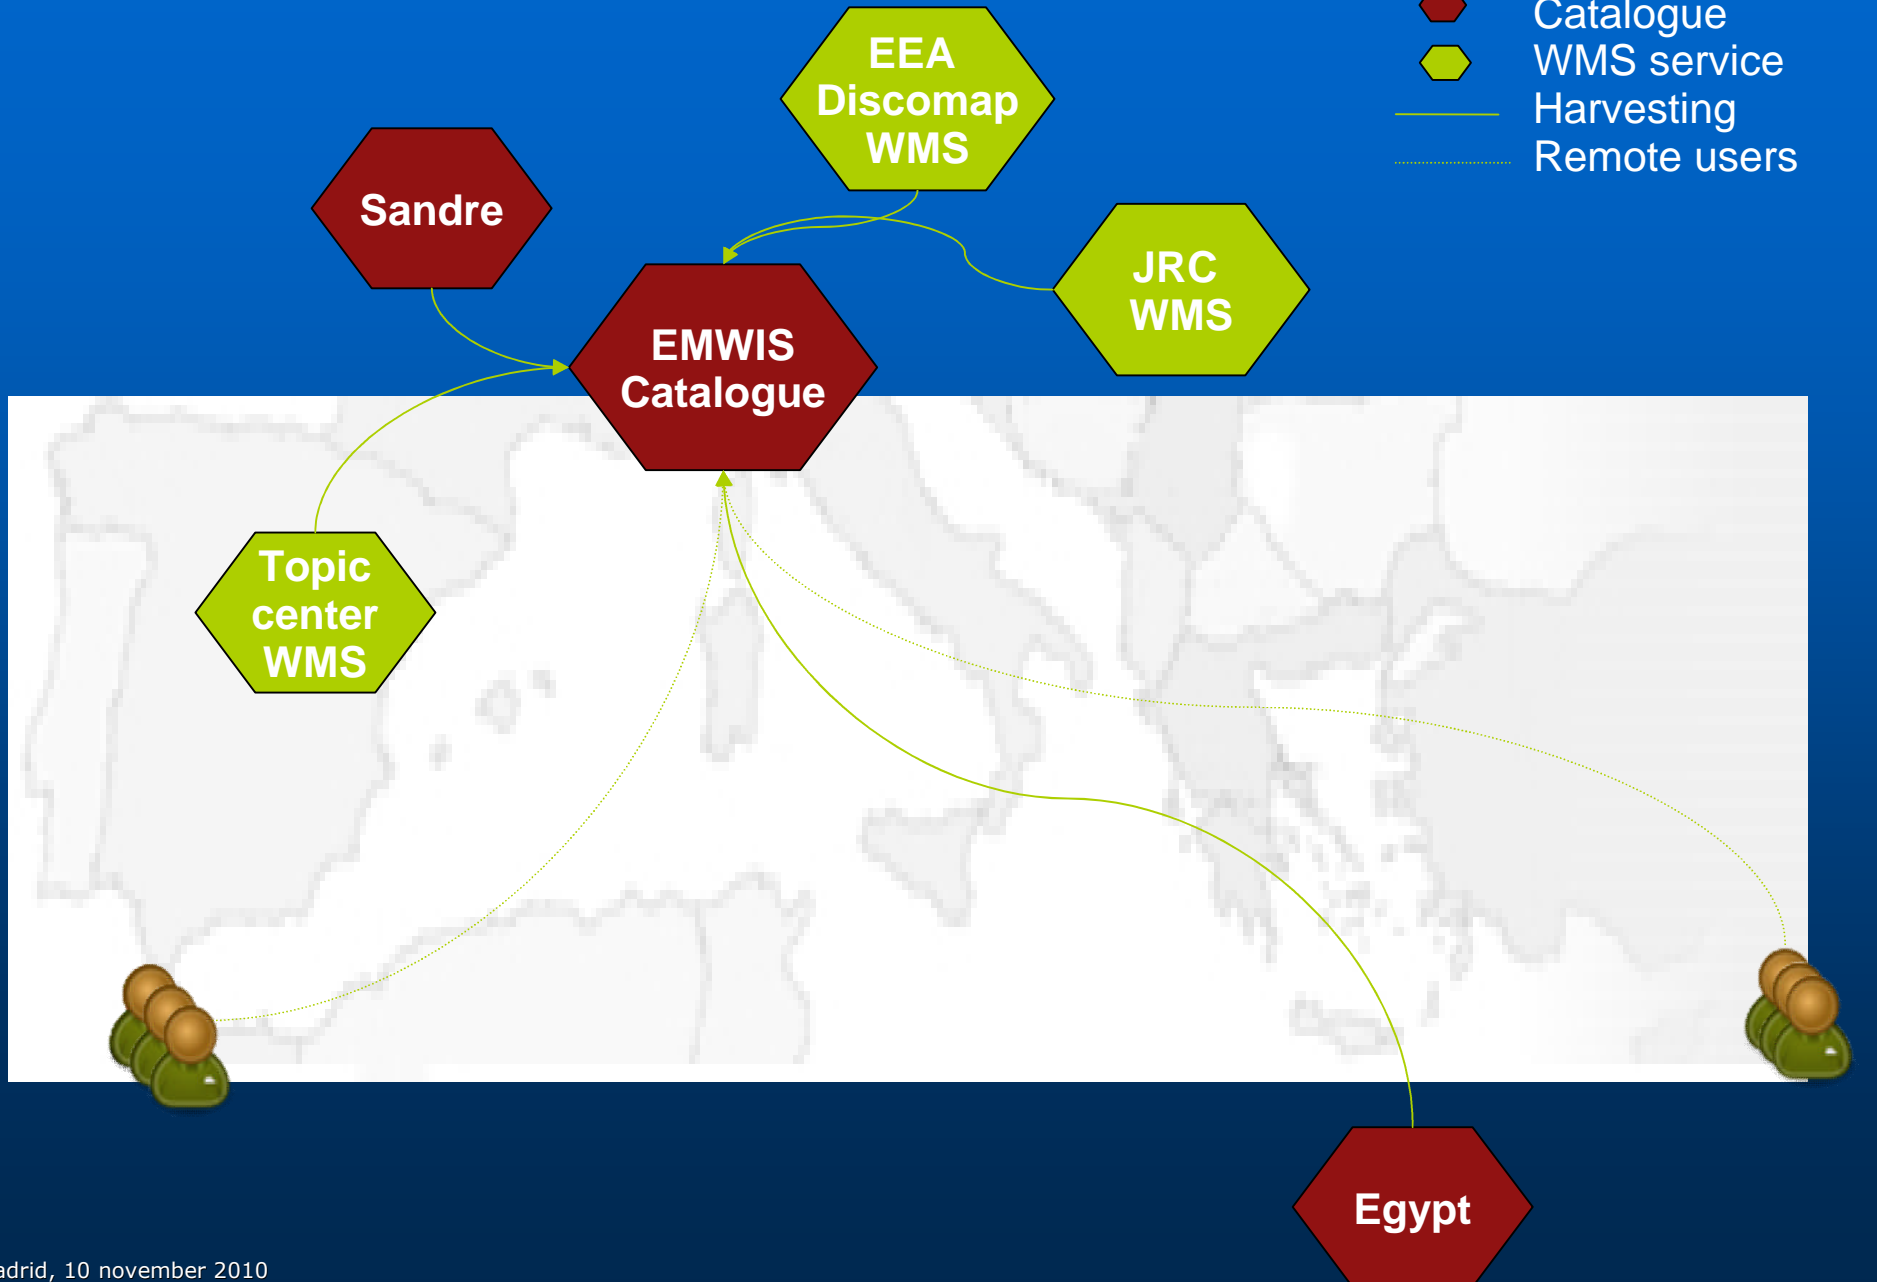 Catalogue
WMS service
Harvesting
Remote users
EEA
Discomap
WMS
Sandre
JRC
WMS
EMWIS
Catalogue
Topic
center
WMS
Egypt
adrid, 10 november 2010